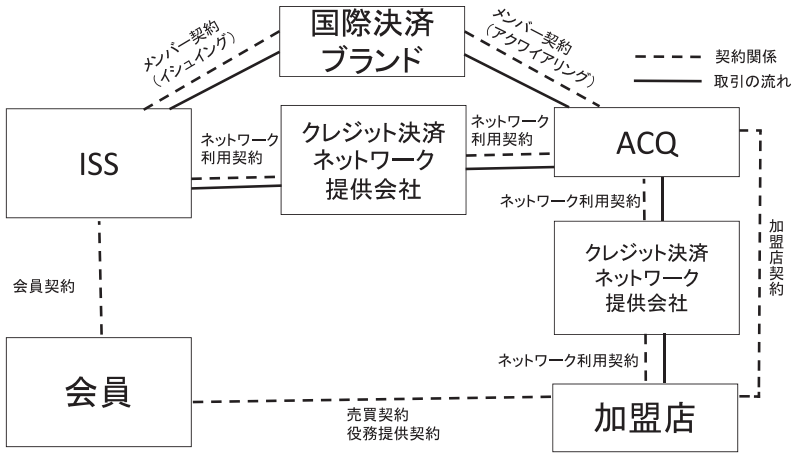 国際決済
ブランド
メンバー契約
（イシュイング）
メンバー契約
（アクワイアリング）
契約関係
取引の流れ
ISS
ネットワーク
利用契約
クレジット決済
ネットワーク
提供会社
ネットワーク
利用契約
ACQ
ネットワーク利用契約
加盟店契約
クレジット決済
ネットワーク
提供会社
会員契約
ネットワーク利用契約
会員
売買契約
役務提供契約
加盟店